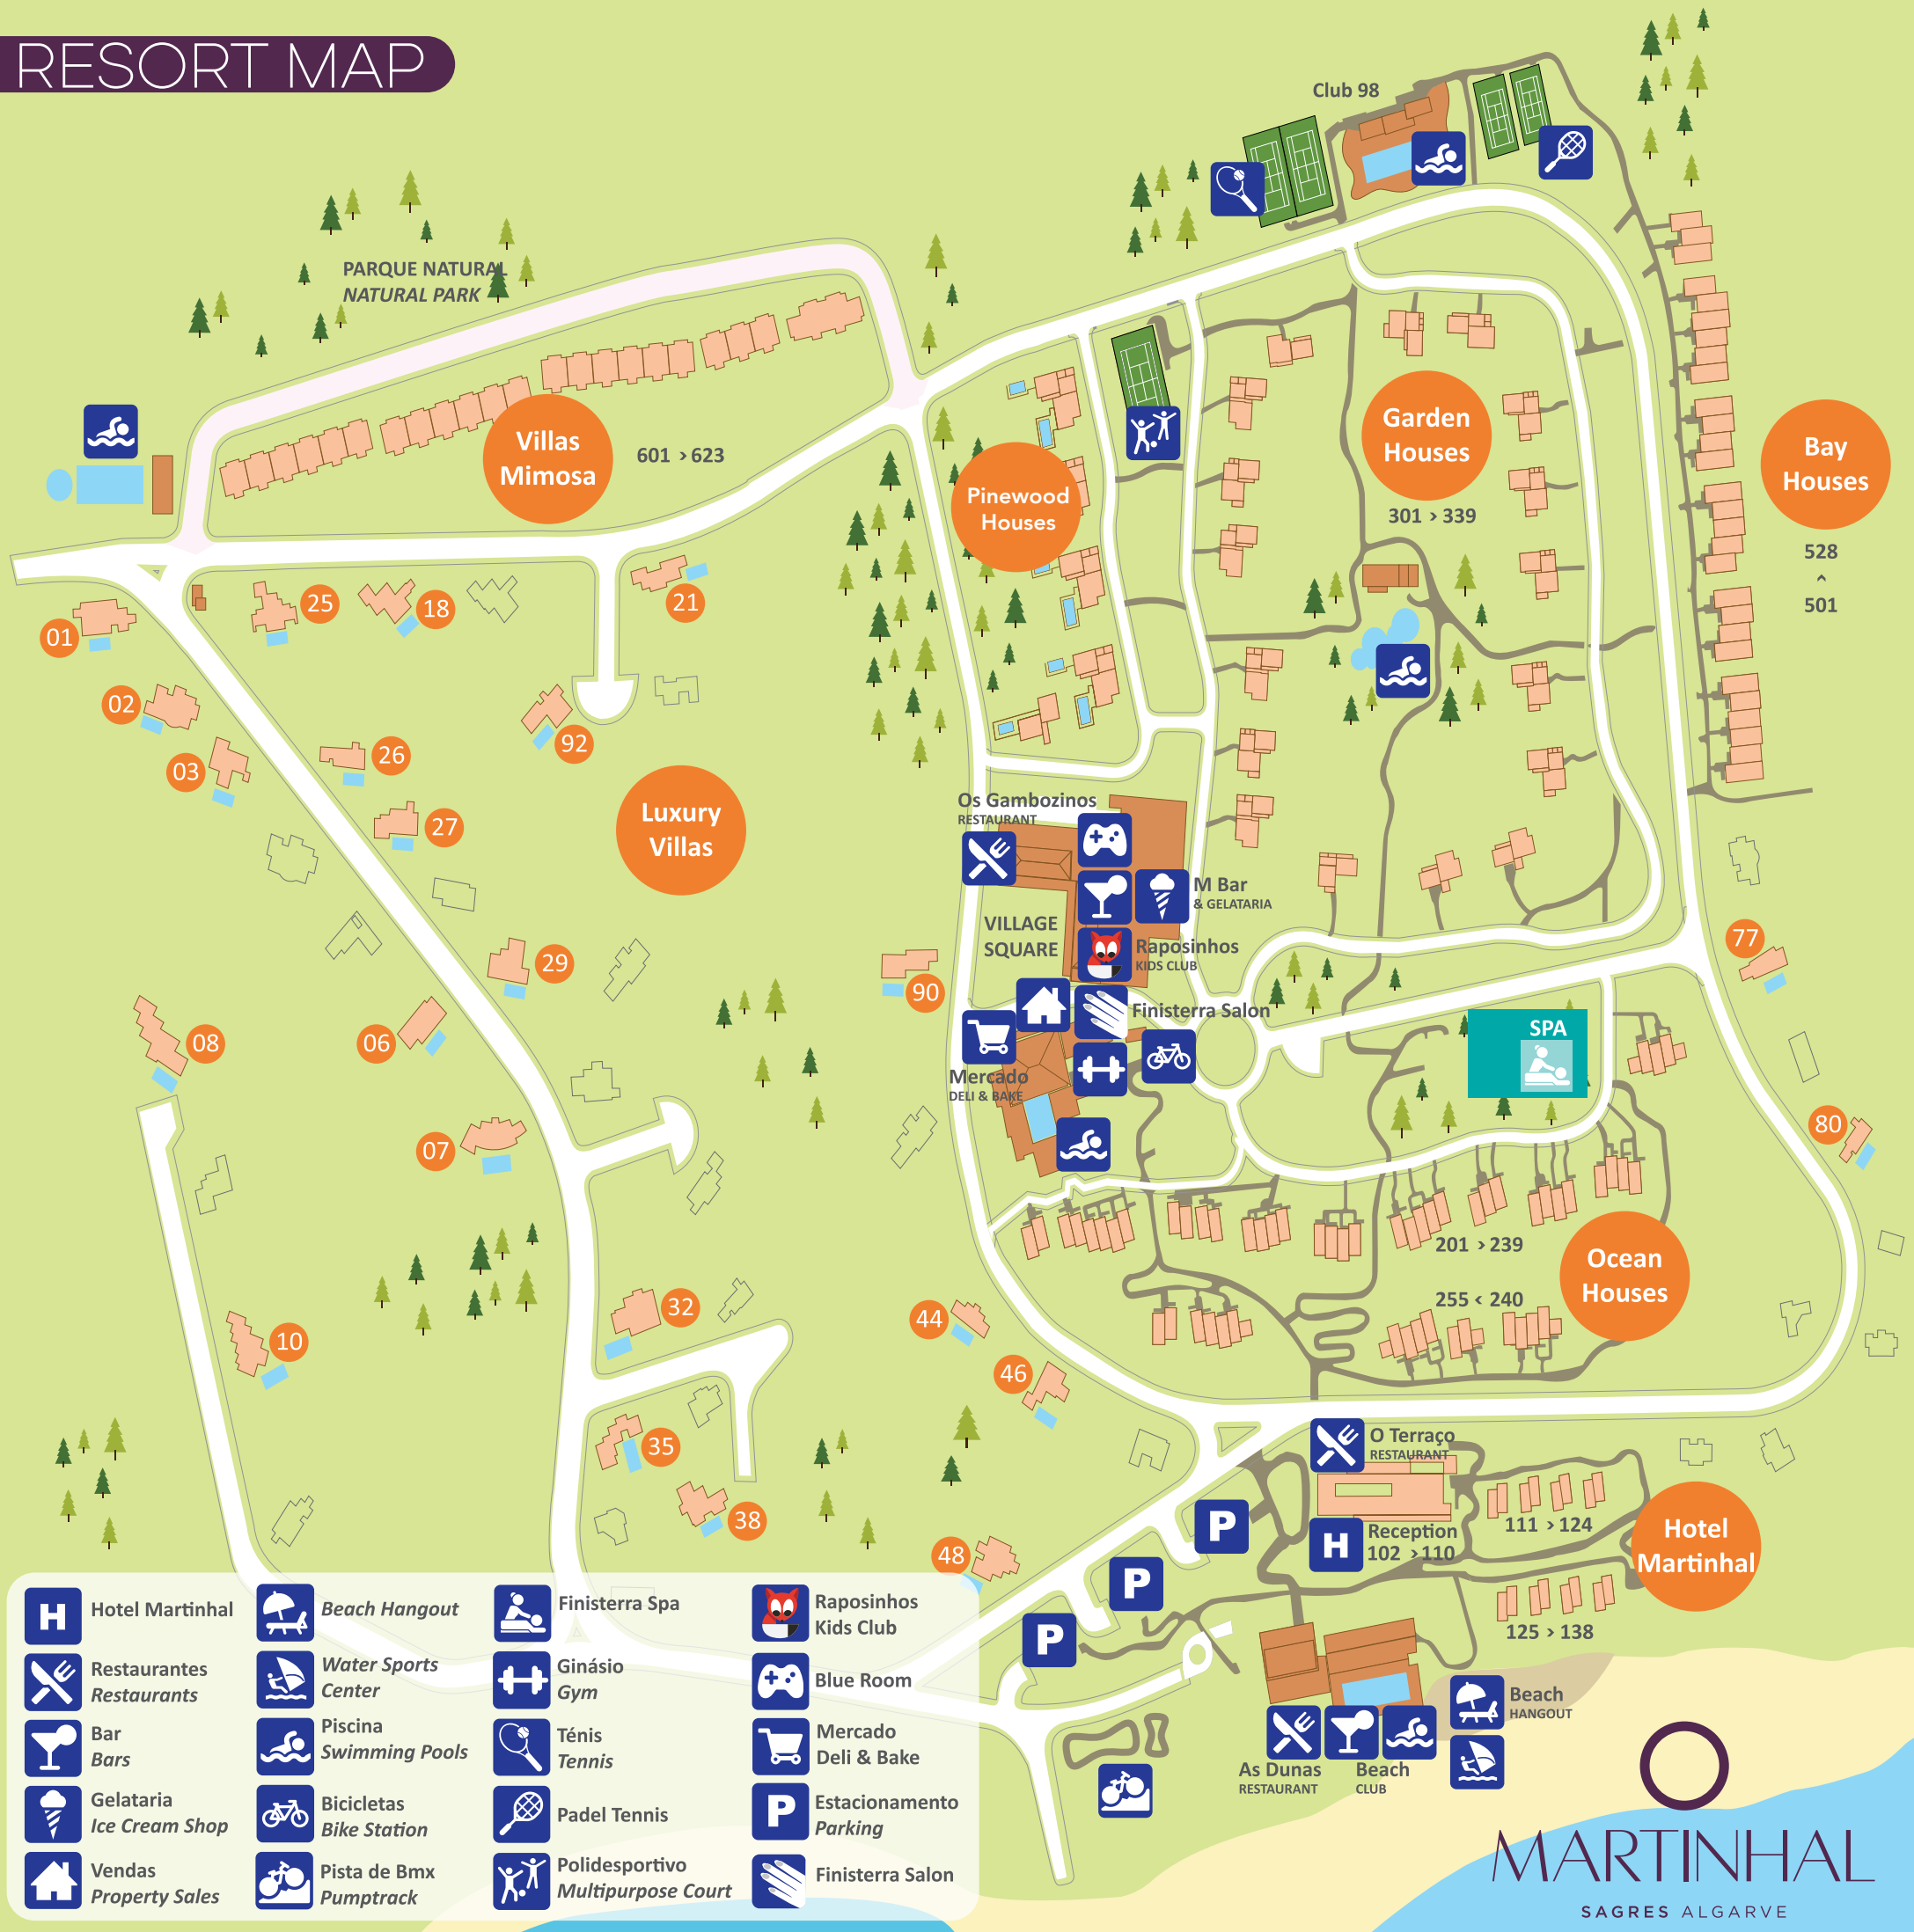 RESORT MAP
Club 98
PARQUE NATURAL
NATURAL PARK
Villas
Mimosa
601 > 623
Pinewood
Houses
Garden
Houses
301 > 339
Bay
Houses
528
^
501
01
25
18
21
02
03
26
92
27
Luxury
Villas
29
90
08
06
07
Os Gambozinos
RESTAURANT
M Bar
& GELATARIA
VILLAGE
SQUARE
Raposinhos
KIDS CLUB
Finisterra Salon
Mercado
DELI & BAKE
77
SPA
80
201 > 239
Ocean
Houses
255 < 240
32
10
44
46
35
38
48
O Terraço
RESTAURANT
H
Reception
102 > 110
111 > 124
Hotel
Martinhal
125 > 138
P
P
P
Beach
HANGOUT
As Dunas
RESTAURANT
Beach
CLUB
H
Hotel Martinhal
Restaurantes
Restaurants
Bar
Bars
Gelataria
Ice Cream Shop
Vendas
Property Sales
Beach Hangout
Water Sports
Center
Piscina
Swimming Pools
Bicicletas
Bike Station
Pista de Bmx
Pumptrack
Finisterra Spa
Ginásio
Gym
Ténis
Tennis
Padel Tennis
Polidesportivo
Multipurpose Court
Raposinhos
Kids Club
Blue Room
Mercado
Deli & Bake
P
Estacionamento
Parking
Finisterra Salon
MARTINHAL
SAGRES ALGARVE